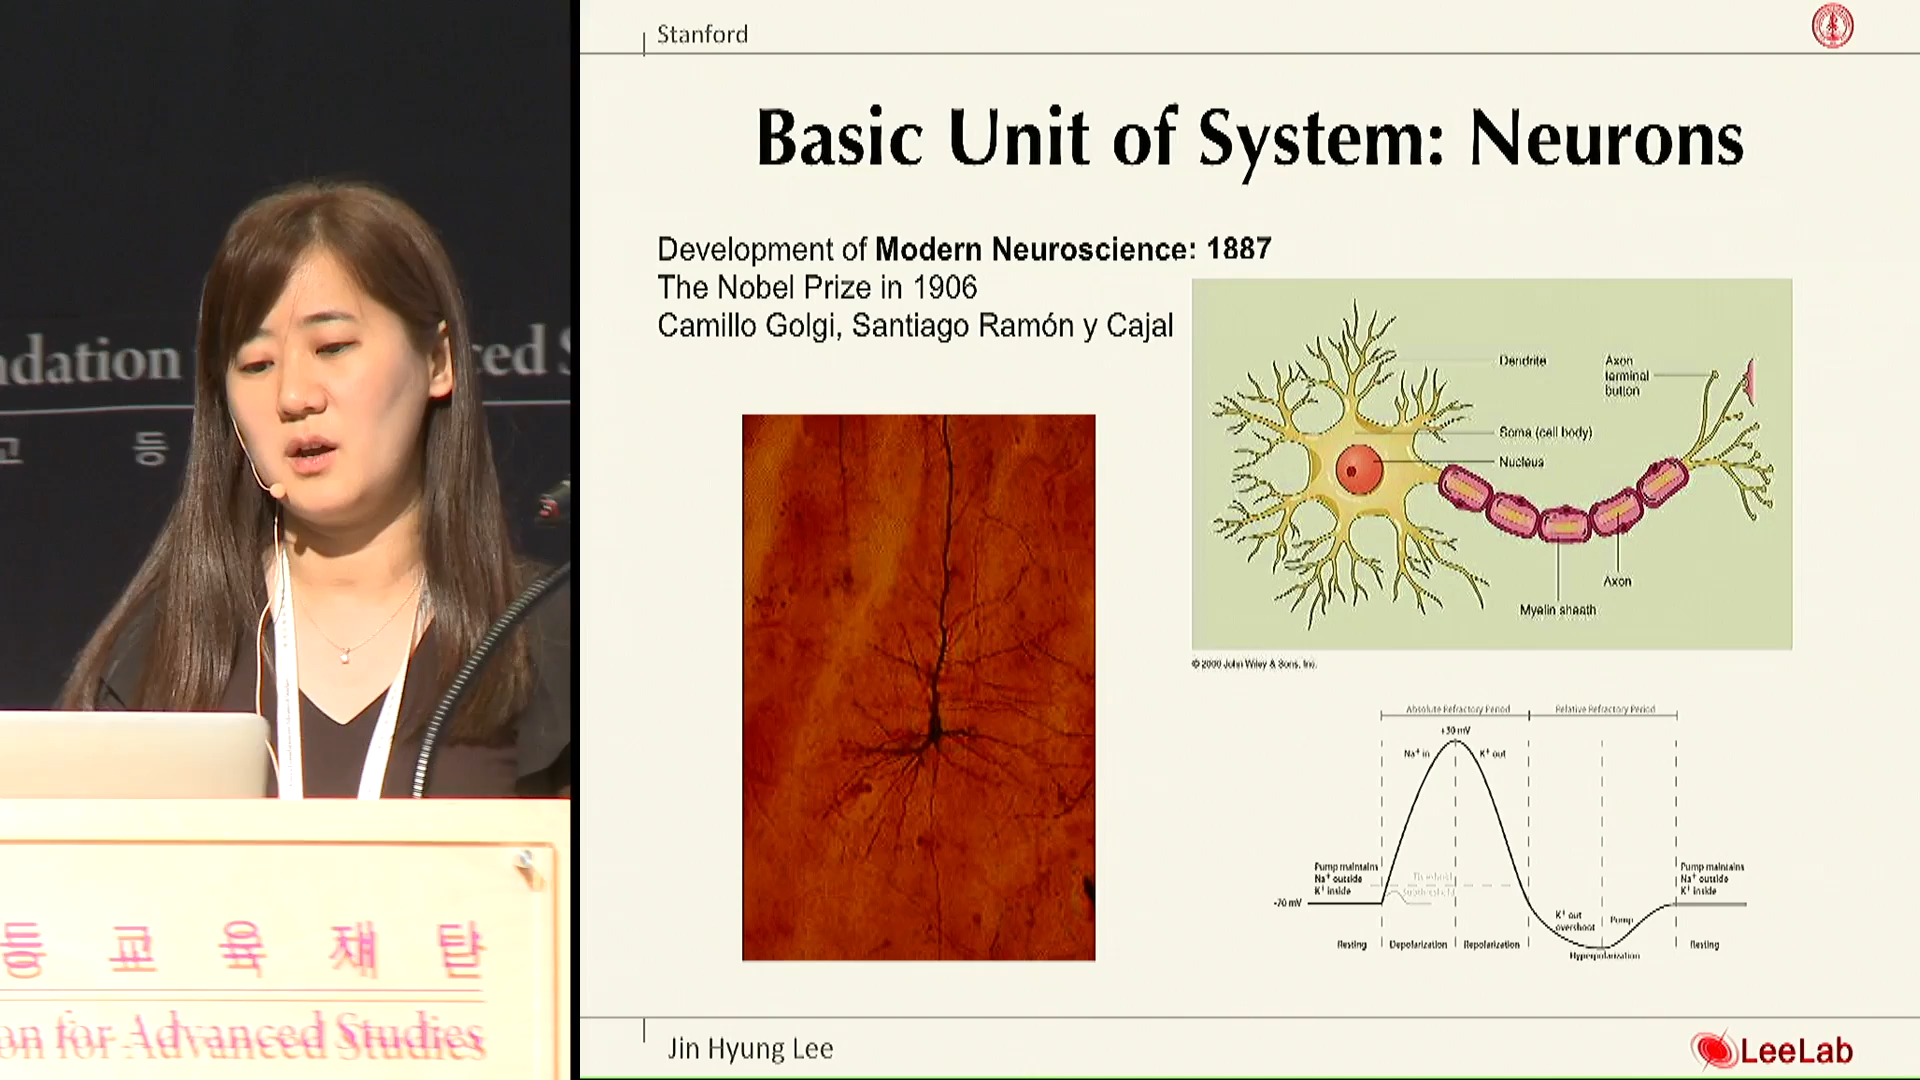 Stanford
Basic Unit of System: Neurons
Development of Modern Neuroscience: 1887
The Nobel Prize in 1906
Camillo Golgi, Santiago Ramón y Cajal
Dendrite
Axon
terminal
button
Soma (cell body)
Nucleus
Axon
Myelin sheath
© 2000 John Wiley & Sons, Inc.
Absolute Refractory Period
Relative Refractory Period
+30 mV
Na⁺ in
K⁺ out
Pump maintains
Na⁺ outside
K⁺ inside
Threshold
Subthreshold
-70 mV
Pump maintains
Na⁺ outside
K⁺ inside
K⁺ out
overshoot
Pump
Resting
Depolarization
Repolarization
Hyperpolarization
Resting
Jin Hyung Lee
LeeLab
ndation
ced S
고 등
등 교 육 재 단
on for Advanced Studies